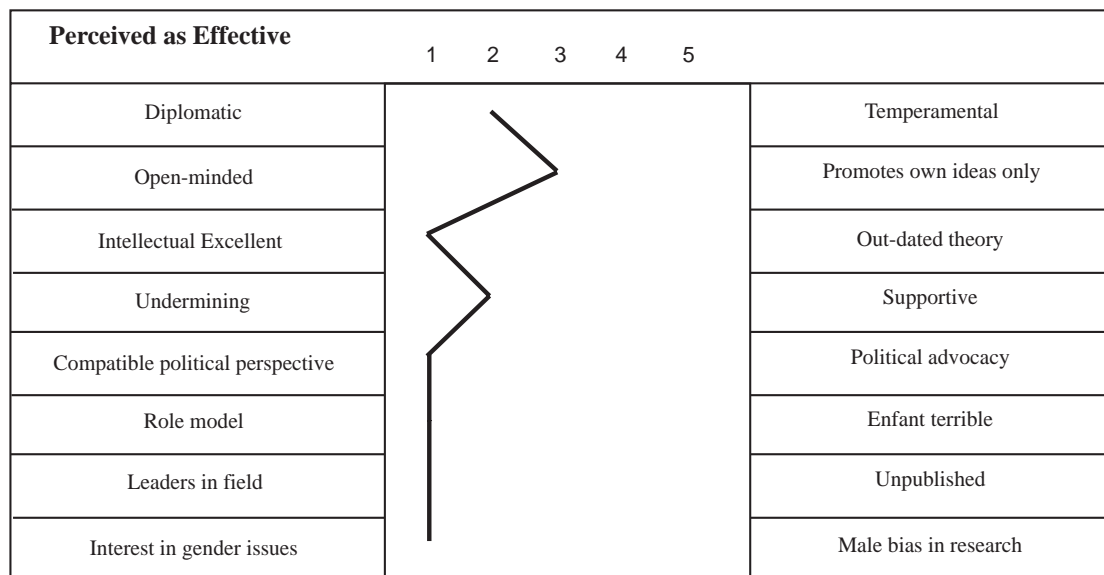 Perceived as Effective
1 2 3 4 5
Diplomatic Temperamental
Open-minded Promotes own ideas only
Intellectual Excellent Out-dated theory
Undermining Supportive
Compatible political perspective Political advocacy
Role model Enfant terrible
Leaders in field Unpublished
Interest in gender issues Male bias in research